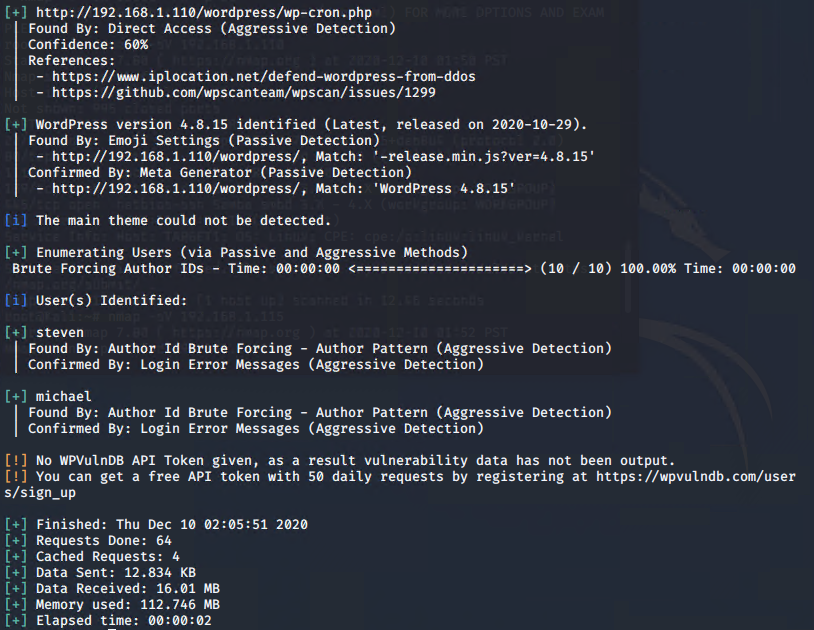 [+] http://192.168.1.110/wordpress/wp-cron.php
| Found By: Direct Access (Aggressive Detection)
| Confidence: 60%
| References:
| - https://www.iplocation.net/defend-wordpress-from-ddos
| - https://github.com/wpscanteam/wpscan/issues/1299
[+] WordPress version 4.8.15 identified (Latest, released on 2020-10-29).
| Found By: Emoji Settings (Passive Detection)
| - http://192.168.1.110/wordpress/, Match: '-release.min.js?ver=4.8.15'
| Confirmed By: Meta Generator (Passive Detection)
| - http://192.168.1.110/wordpress/, Match: 'WordPress 4.8.15'
[i] The main theme could not be detected.
[+] Enumerating Users (via Passive and Aggressive Methods)
Brute Forcing Author IDs - Time: 00:00:00 <======================> (10 / 10) 100.00% Time: 00:00:00
[i] User(s) Identified:
[+] steven
| Found By: Author Id Brute Forcing - Author Pattern (Aggressive Detection)
| Confirmed By: Login Error Messages (Aggressive Detection)
[+] michael
| Found By: Author Id Brute Forcing - Author Pattern (Aggressive Detection)
| Confirmed By: Login Error Messages (Aggressive Detection)
[!] No WPVulnDB API Token given, as a result vulnerability data has not been output.
[!] You can get a free API token with 50 daily requests by registering at https://wpvulndb.com/user
s/sign_up
[+] Finished: Thu Dec 10 02:05:51 2020
[+] Requests Done: 64
[+] Cached Requests: 4
[+] Data Sent: 12.834 KB
[+] Data Received: 16.01 MB
[+] Memory used: 112.746 MB
[+] Elapsed time: 00:00:02